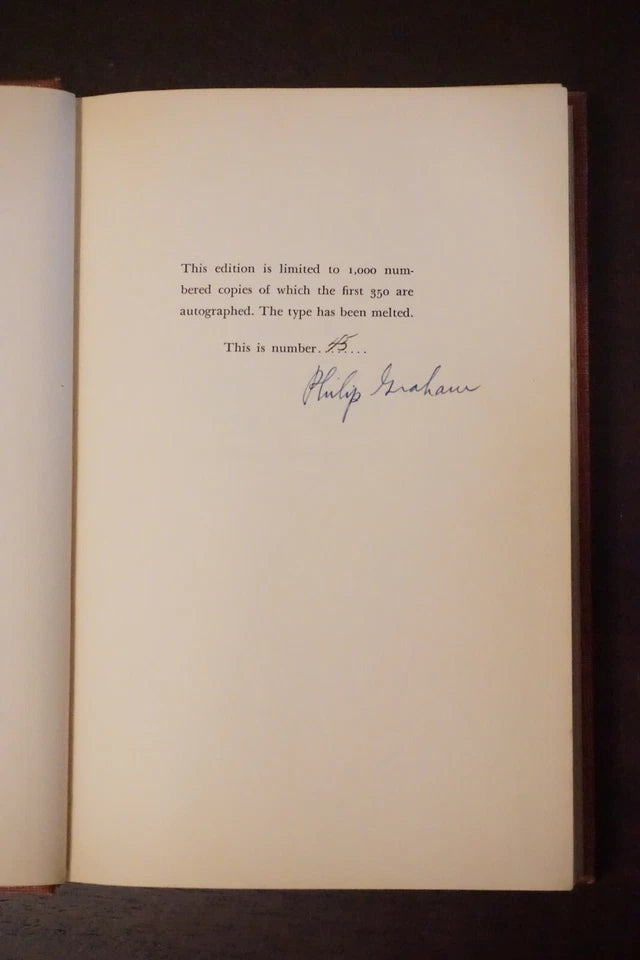 This edition is limited to 1,000 num-
bered copies of which the first 350 are
autographed. The type has been melted.
This is number. 45......
Philip Graham